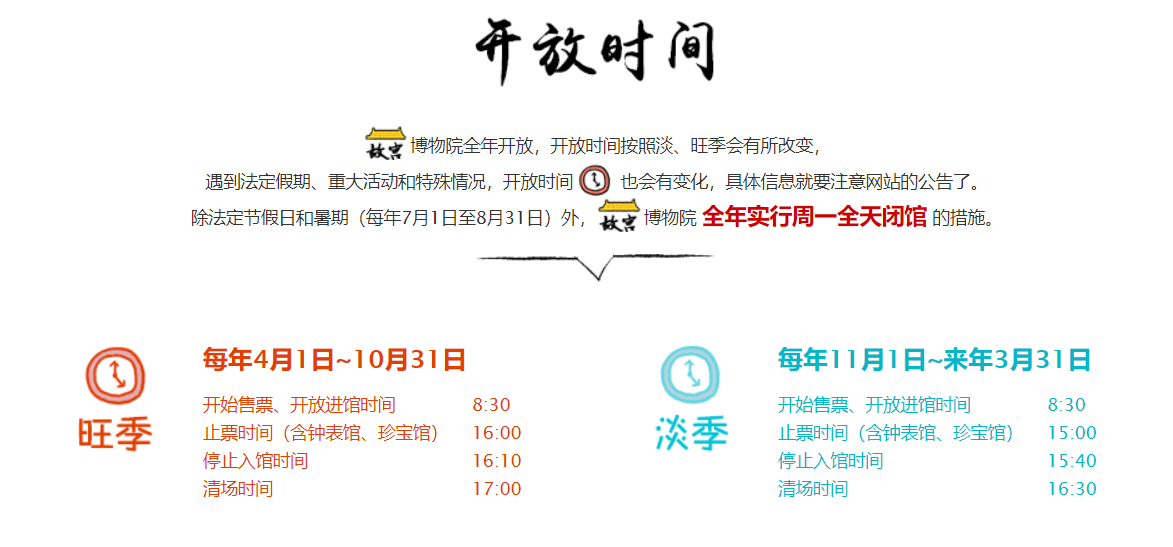 开放时间
故宫博物院全年开放，开放时间按照淡、旺季会有所改变，
遇到法定假期、重大活动和特殊情况，开放时间也会有变化，具体信息就要注意网站的公告了。
除法定节假日和暑期（每年7月1日至8月31日）外，故宫博物院 全年实行周一全天闭馆 的措施。
旺季
每年4月1日~10月31日
开始售票、开放进馆时间 8:30
止票时间（含钟表馆、珍宝馆） 16:00
停止入馆时间 16:10
清场时间 17:00
淡季
每年11月1日~来年3月31日
开始售票、开放进馆时间 8:30
止票时间（含钟表馆、珍宝馆） 15:00
停止入馆时间 15:40
清场时间 16:30